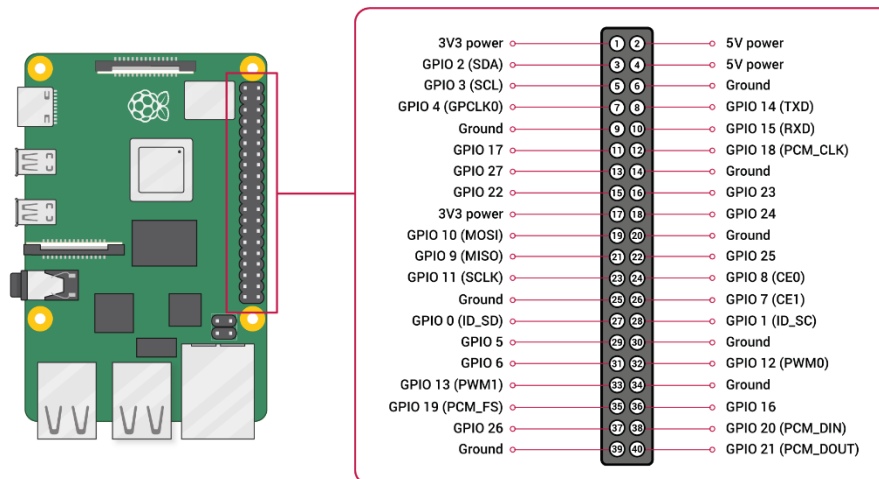 3V3 power 1 2 5V power
GPIO 2 (SDA) 3 4 5V power
GPIO 3 (SCL) 5 6 Ground
GPIO 4 (GPCLK0) 7 8 GPIO 14 (TXD)
Ground 9 10 GPIO 15 (RXD)
GPIO 17 11 12 GPIO 18 (PCM_CLK)
GPIO 27 13 14 Ground
GPIO 22 15 16 GPIO 23
3V3 power 17 18 GPIO 24
GPIO 10 (MOSI) 19 20 Ground
GPIO 9 (MISO) 21 22 GPIO 25
GPIO 11 (SCLK) 23 24 GPIO 8 (CE0)
Ground 25 26 GPIO 7 (CE1)
GPIO 0 (ID_SD) 27 28 GPIO 1 (ID_SC)
GPIO 5 29 30 Ground
GPIO 6 31 32 GPIO 12 (PWM0)
GPIO 13 (PWM1) 33 34 Ground
GPIO 19 (PCM_FS) 35 36 GPIO 16
GPIO 26 37 38 GPIO 20 (PCM_DIN)
Ground 39 40 GPIO 21 (PCM_DOUT)